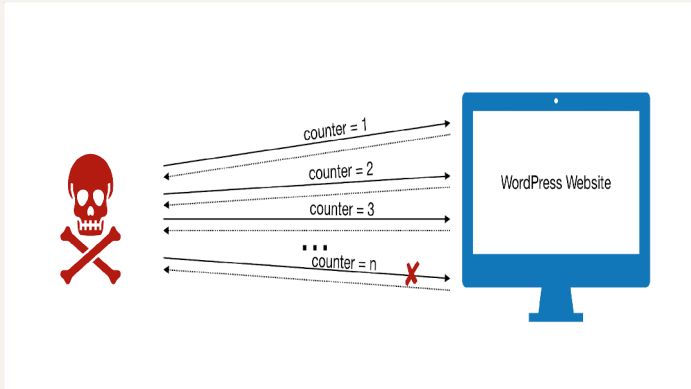 counter = 1
counter = 2
counter = 3
...
counter = n
WordPress Website